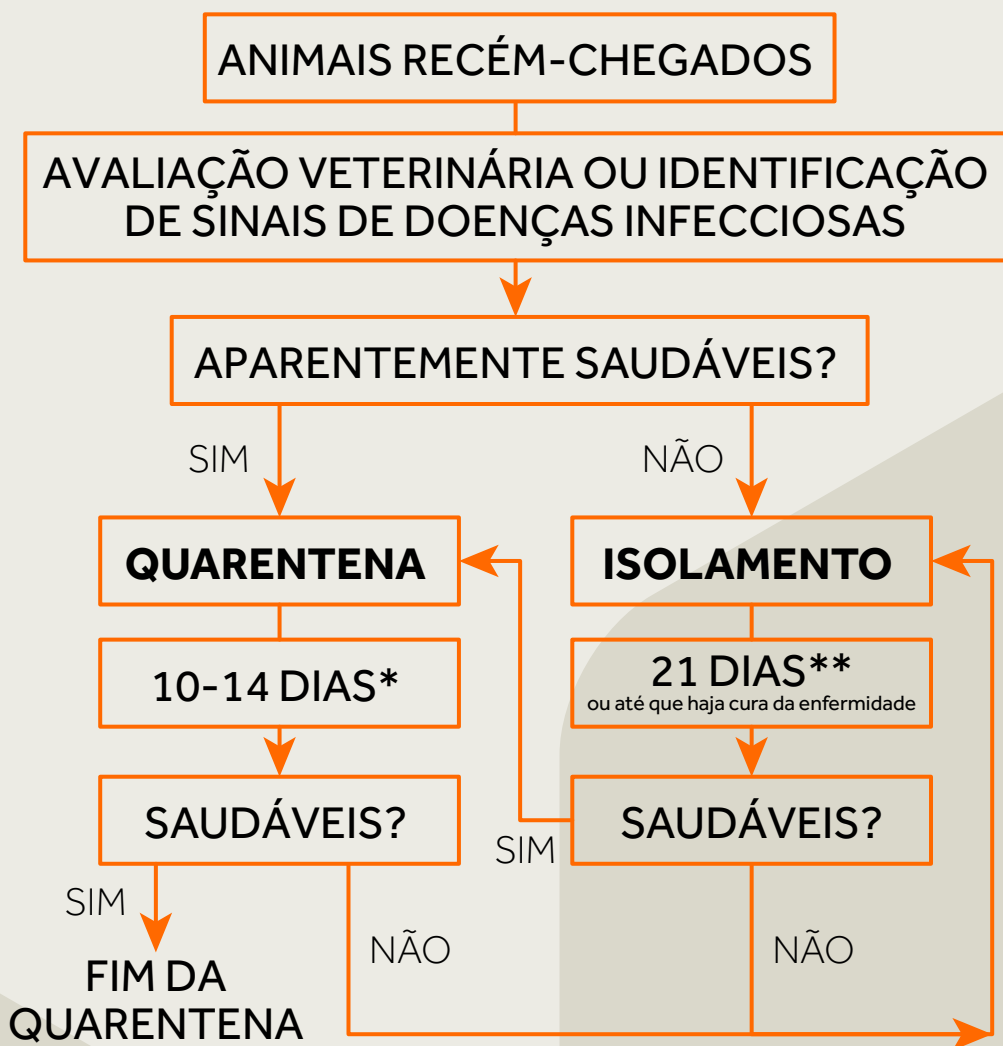 ANIMAIS RECÉM-CHEGADOS
AVALIAÇÃO VETERINÁRIA OU IDENTIFICAÇÃO
DE SINAIS DE DOENÇAS INFECCIOSAS
APARENTEMENTE SAUDÁVEIS?
SIM
NÃO
QUARENTENA
ISOLAMENTO
10-14 DIAS*
21 DIAS**
ou até que haja cura da enfermidade
SAUDÁVEIS?
SAUDÁVEIS?
SIM
SIM
NÃO
NÃO
FIM DA
QUARENTENA